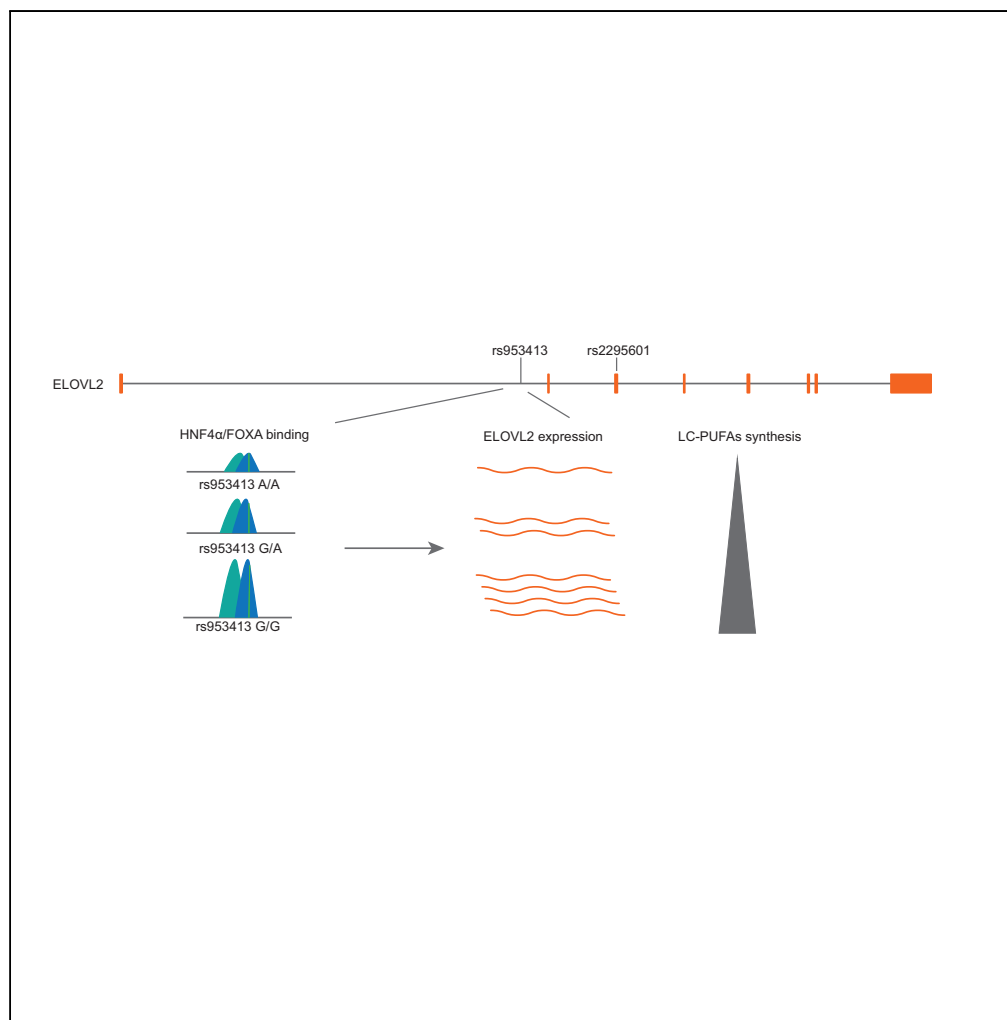 rs953413
rs2295601
ELOVL2
HNF4α/FOXA binding
ELOVL2 expression
LC-PUFAs synthesis
rs953413 A/A
rs953413 G/A
rs953413 G/G